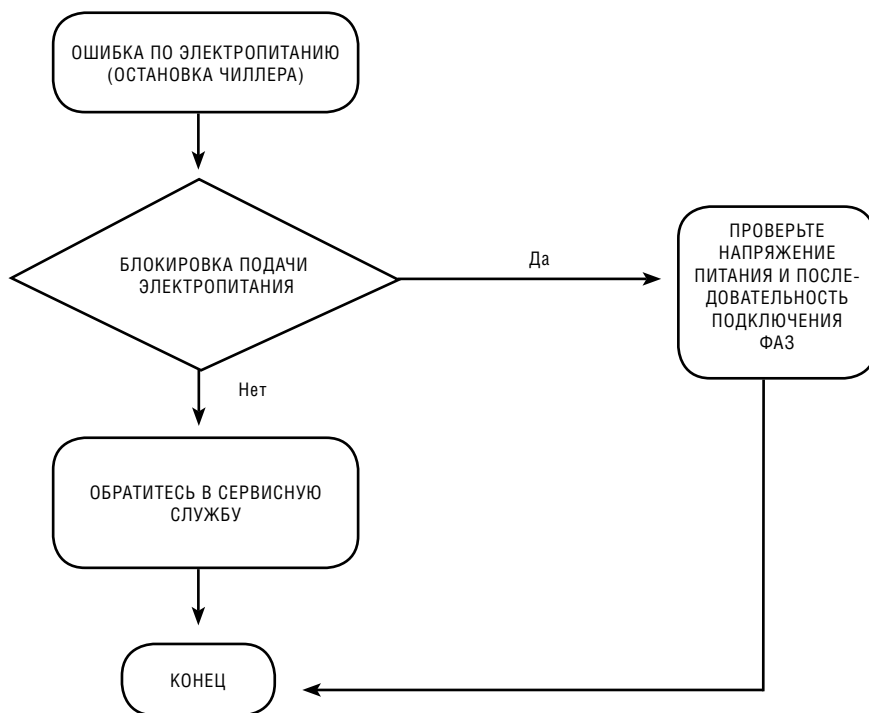 ОШИБКА ПО ЭЛЕКТРОПИТАНИЮ
(ОСТАНОВКА ЧИЛЛЕРА)
БЛОКИРОВКА ПОДАЧИ
ЭЛЕКТРОПИТАНИЯ
Да
ПРОВЕРЬТЕ
НАПРЯЖЕНИЕ
ПИТАНИЯ И ПОСЛЕ-
ДОВАТЕЛЬНОСТЬ
ПОДКЛЮЧЕНИЯ
ФАЗ
Нет
ОБРАТИТЕСЬ В СЕРВИСНУЮ
СЛУЖБУ
КОНЕЦ